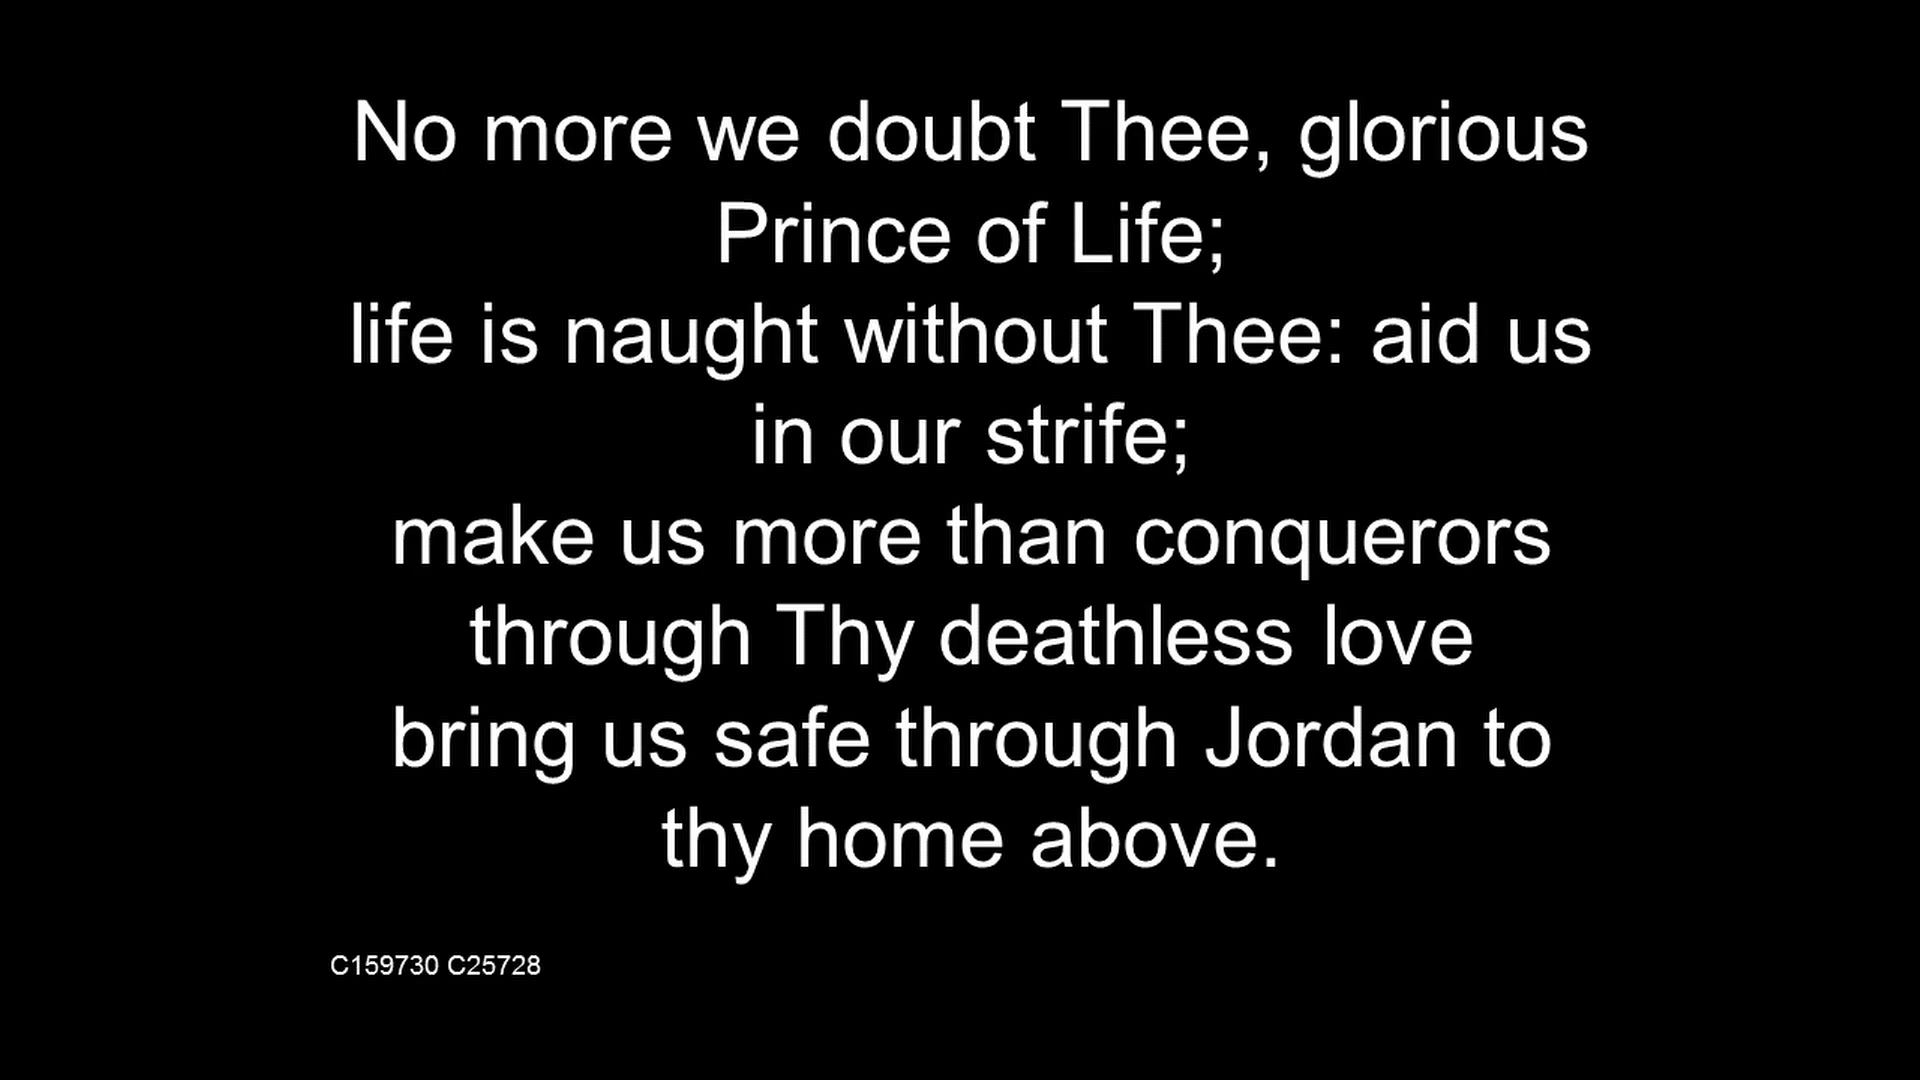 No more we doubt Thee, glorious
Prince of Life;
life is naught without Thee: aid us
in our strife;
make us more than conquerors
through Thy deathless love
bring us safe through Jordan to
thy home above.
C159730 C25728